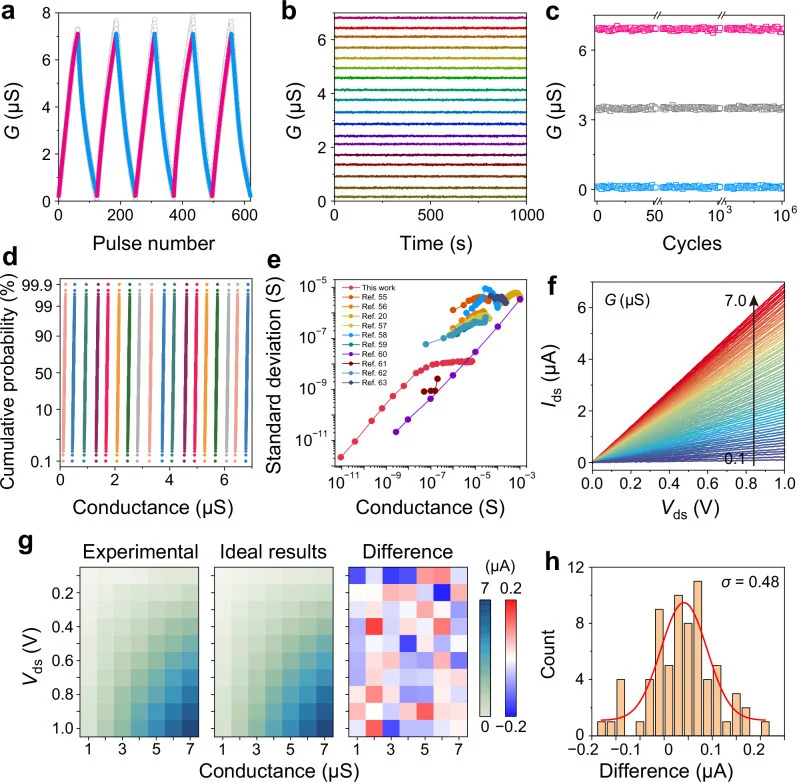 a
8
6
4
2
0
G (μS)
0 200 400 600
Pulse number
b
6
4
2
0
G (μS)
0 500 1000
Time (s)
c
6
3
0
G (μS)
0 50 10³ 10⁶
Cycles
d
99.9
99
90
50
10
0.1
Cumulative probability (%)
0 2 4 6
Conductance (μS)
e
10⁻⁵
10⁻⁷
10⁻⁹
10⁻¹¹
Standard deviation (S)
This work
Ref. 55
Ref. 56
Ref. 20
Ref. 57
Ref. 58
Ref. 59
Ref. 60
Ref. 61
Ref. 62
Ref. 63
10⁻¹¹ 10⁻⁹ 10⁻⁷ 10⁻⁵ 10⁻³
Conductance (S)
f
G (μS)
7.0
0.1
6
4
2
0
Ids (μA)
0.0 0.2 0.4 0.6 0.8 1.0
Vds (V)
g
Experimental Ideal results Difference
(μA)
7 0.2
0 −0.2
0.2
0.4
0.6
0.8
1.0
Vds (V)
1 3 5 7 1 3 5 7 1 3 5 7
Conductance (μS)
h
σ = 0.48
12
8
4
0
Count
−0.2 −0.1 0 0.1 0.2
Difference (μA)